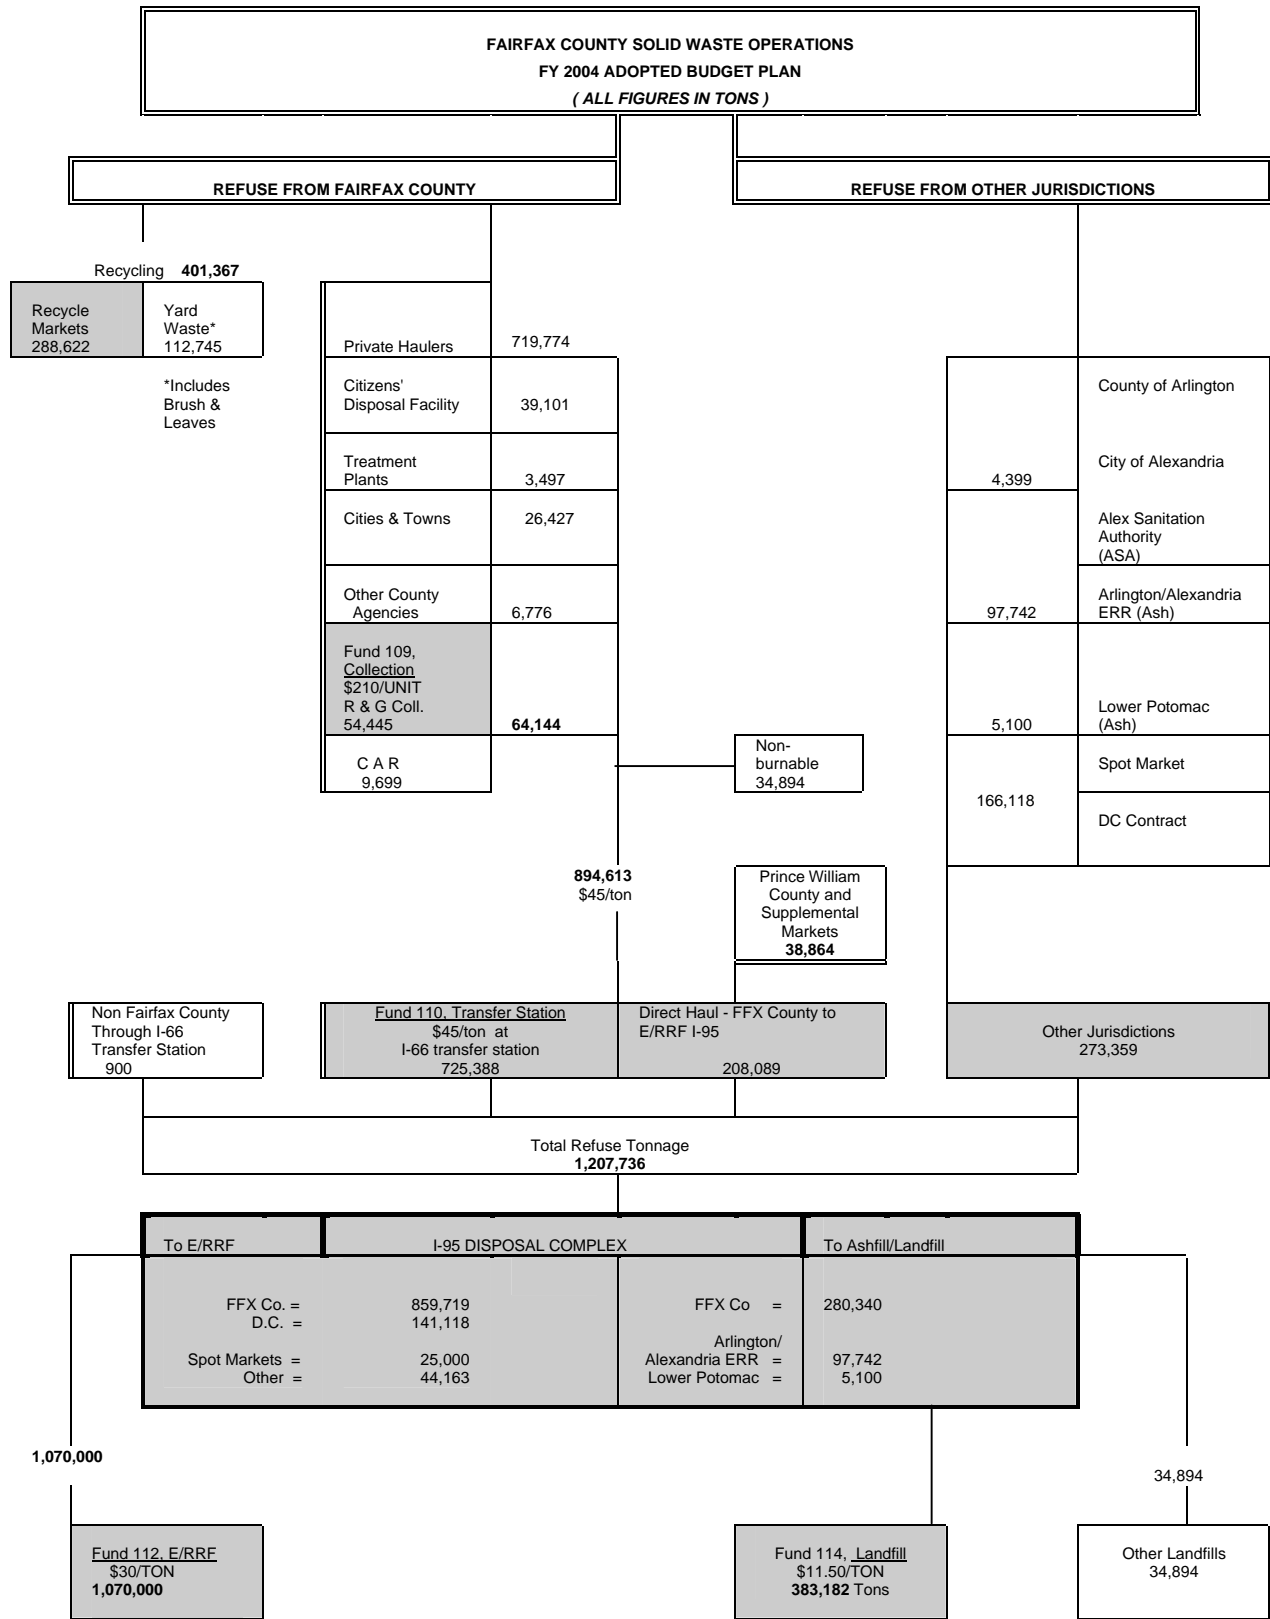 FAIRFAX COUNTY SOLID WASTE OPERATIONS
FY 2004 ADOPTED BUDGET PLAN
( ALL FIGURES IN TONS )
REFUSE FROM FAIRFAX COUNTY
REFUSE FROM OTHER JURISDICTIONS
Recycling 401,367
Recycle
Markets
288,622
Yard
Waste*
112,745
*Includes
Brush &
Leaves
Private Haulers 719,774
Citizens'
Disposal Facility 39,101
Treatment
Plants 3,497
Cities & Towns 26,427
Other County
Agencies 6,776
Fund 109,
Collection
$210/UNIT
R & G Coll.
54,445 64,144
C A R
9,699
Non-
burnable
34,894
County of Arlington
City of Alexandria
4,399
Alex Sanitation
Authority
(ASA)
Arlington/Alexandria
97,742 ERR (Ash)
Lower Potomac
5,100 (Ash)
Spot Market
166,118
DC Contract
894,613
$45/ton
Prince William
County and
Supplemental
Markets
38,864
Non Fairfax County
Through I-66
Transfer Station
900
Fund 110, Transfer Station
$45/ton at
I-66 transfer station
725,388
Direct Haul - FFX County to
E/RRF I-95
208,089
Other Jurisdictions
273,359
Total Refuse Tonnage
1,207,736
To E/RRF I-95 DISPOSAL COMPLEX To Ashfill/Landfill
FFX Co. = 859,719
D.C. = 141,118
Spot Markets = 25,000
Other = 44,163
FFX Co = 280,340
Arlington/
Alexandria ERR = 97,742
Lower Potomac = 5,100
1,070,000
34,894
Fund 112, E/RRF
$30/TON
1,070,000
Fund 114, Landfill
$11.50/TON
383,182 Tons
Other Landfills
34,894